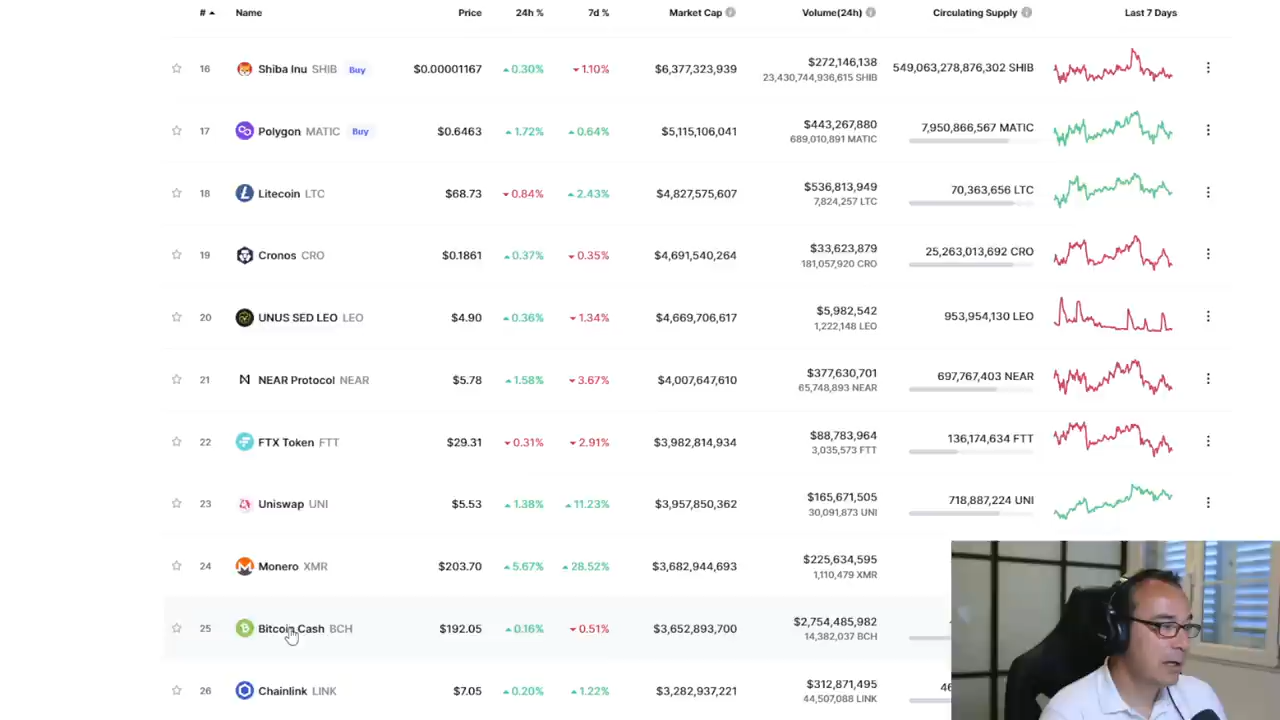 # Name Price 24h % 7d % Market Cap Volume(24h) Circulating Supply Last 7 Days
16 Shiba Inu SHIB Buy $0.00001167 0.30% 1.10% $6,377,323,939 $272,146,138 549,063,278,876,302 SHIB
23,430,744,936,615 SHIB
17 Polygon MATIC Buy $0.6463 1.72% 0.64% $5,115,106,041 $443,267,880 7,950,866,567 MATIC
689,010,891 MATIC
18 Litecoin LTC $68.73 0.84% 2.43% $4,827,575,607 $536,813,949 70,363,656 LTC
7,824,257 LTC
19 Cronos CRO $0.1861 0.37% 0.35% $4,691,540,264 $33,623,879 25,263,013,692 CRO
181,057,920 CRO
20 UNUS SED LEO LEO $4.90 0.36% 1.34% $4,669,706,617 $5,982,542 953,954,130 LEO
1,222,148 LEO
21 NEAR Protocol NEAR $5.78 1.58% 3.67% $4,007,647,610 $377,630,701 697,767,403 NEAR
65,748,893 NEAR
22 FTX Token FTT $29.31 0.31% 2.91% $3,982,814,934 $88,783,964 136,174,634 FTT
3,035,573 FTT
23 Uniswap UNI $5.53 1.38% 11.23% $3,957,850,362 $165,671,505 718,887,224 UNI
30,091,873 UNI
24 Monero XMR $203.70 5.67% 28.52% $3,682,944,693 $225,634,595
1,110,479 XMR
25 Bitcoin Cash BCH $192.05 0.16% 0.51% $3,652,893,700 $2,754,485,982
14,382,037 BCH
26 Chainlink LINK $7.05 0.20% 1.22% $3,282,937,221 $312,871,495
44,507,088 LINK